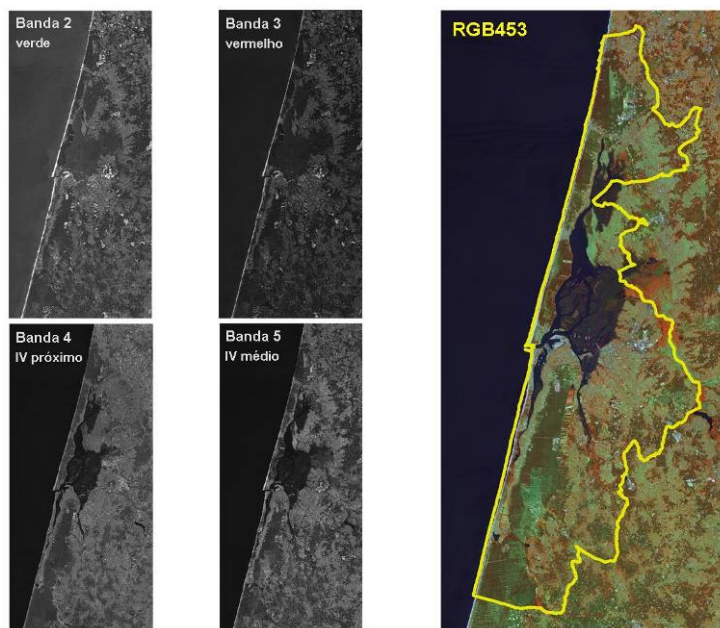 Banda 2
verde
Banda 3
vermelho
Banda 4
IV próximo
Banda 5
IV médio
RGB453